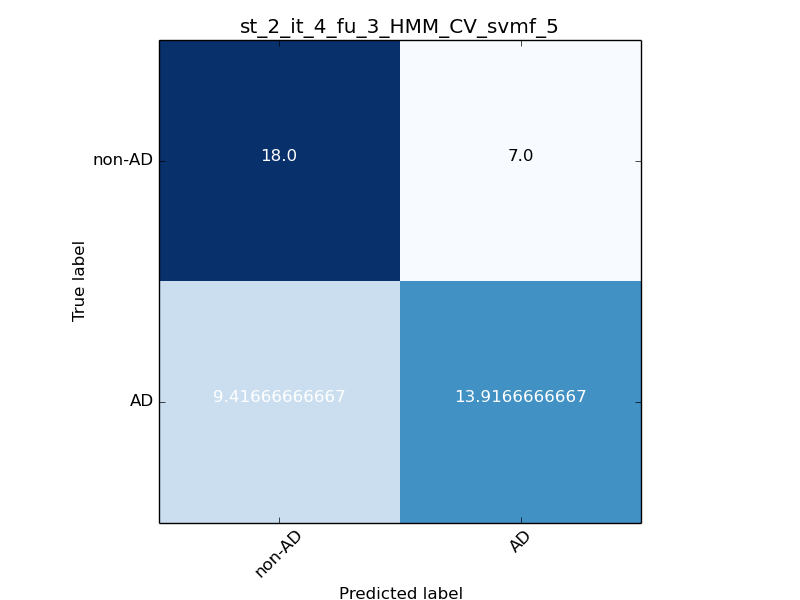 st_2_it_4_fu_3_HMM_CV_svmf_5
non-AD
18.0
7.0
True label
AD
9.41666666667
13.9166666667
non-AD
AD
Predicted label